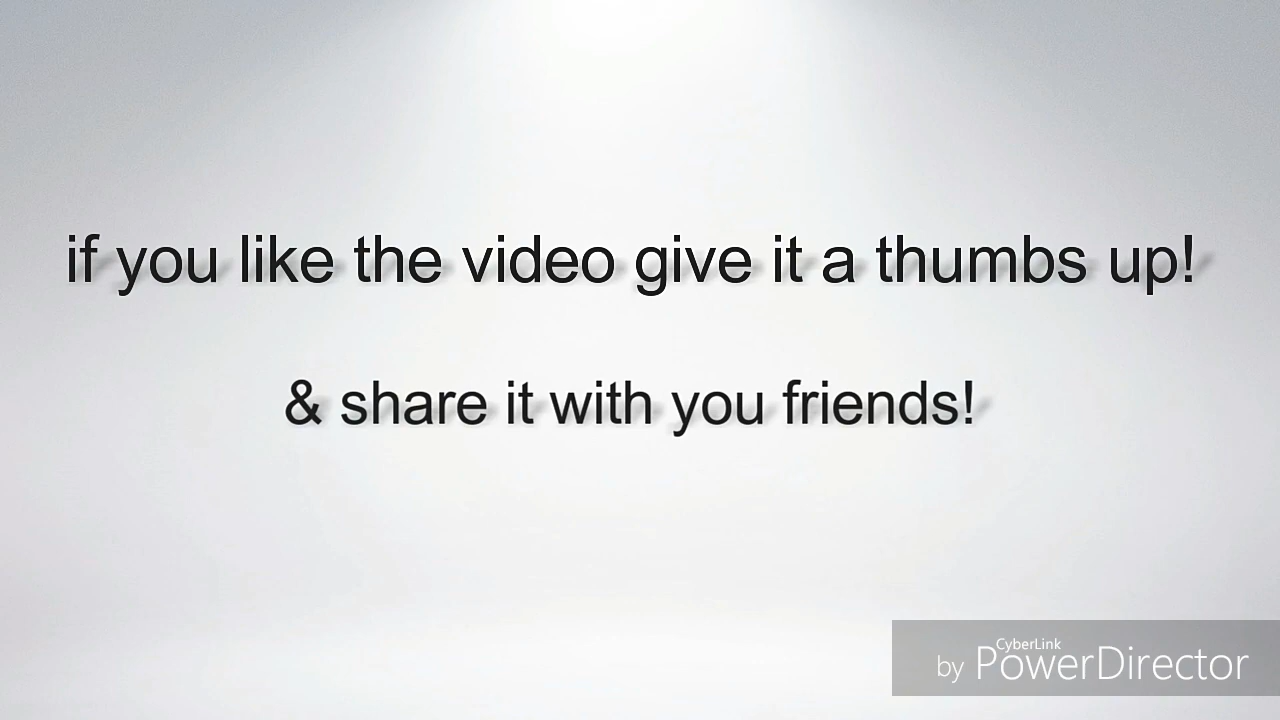 if you like the video give it a thumbs up!
& share it with you friends!
CyberLink
by PowerDirector